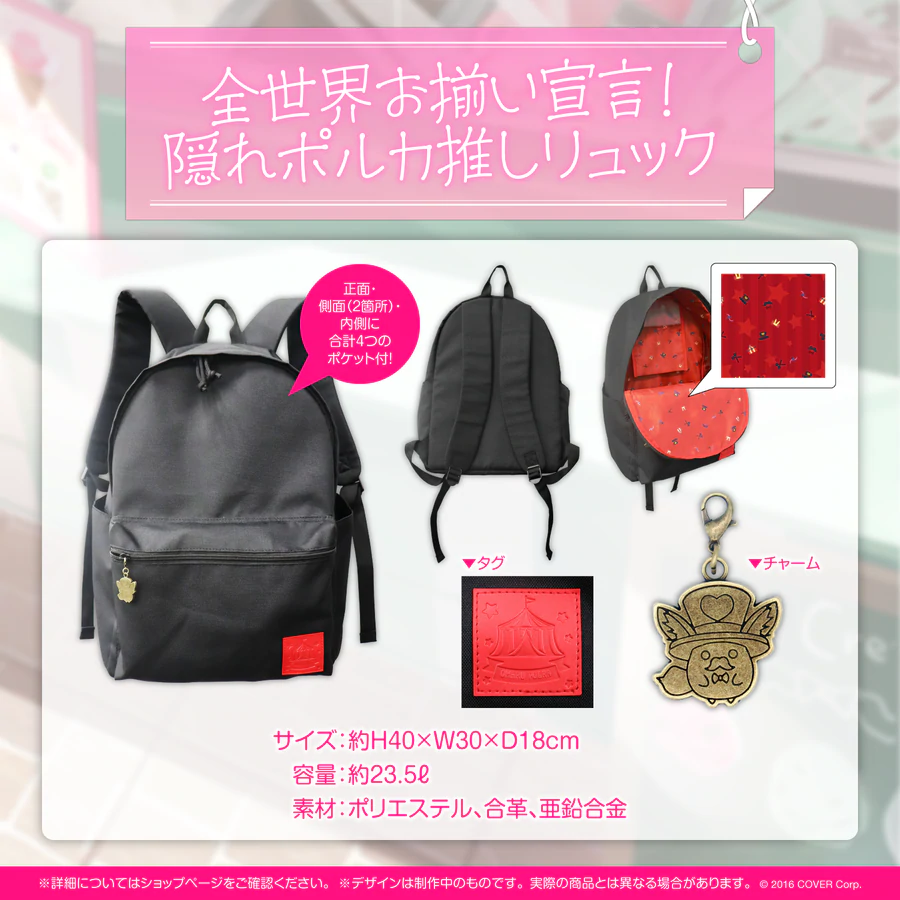 全世界お揃い宣言!
隠れポルカ推しリュック
正面・
側面(2箇所)・
内側に
合計4つの
ポケット付!
▼タグ
▼チャーム
サイズ:約H40×W30×D18cm
容量:約23.5ℓ
素材:ポリエステル、合革、亜鉛合金
※詳細についてはショップページをご確認ください。 ※デザインは制作中のものです。実際の商品とは異なる場合があります。 © 2016 COVER Corp.